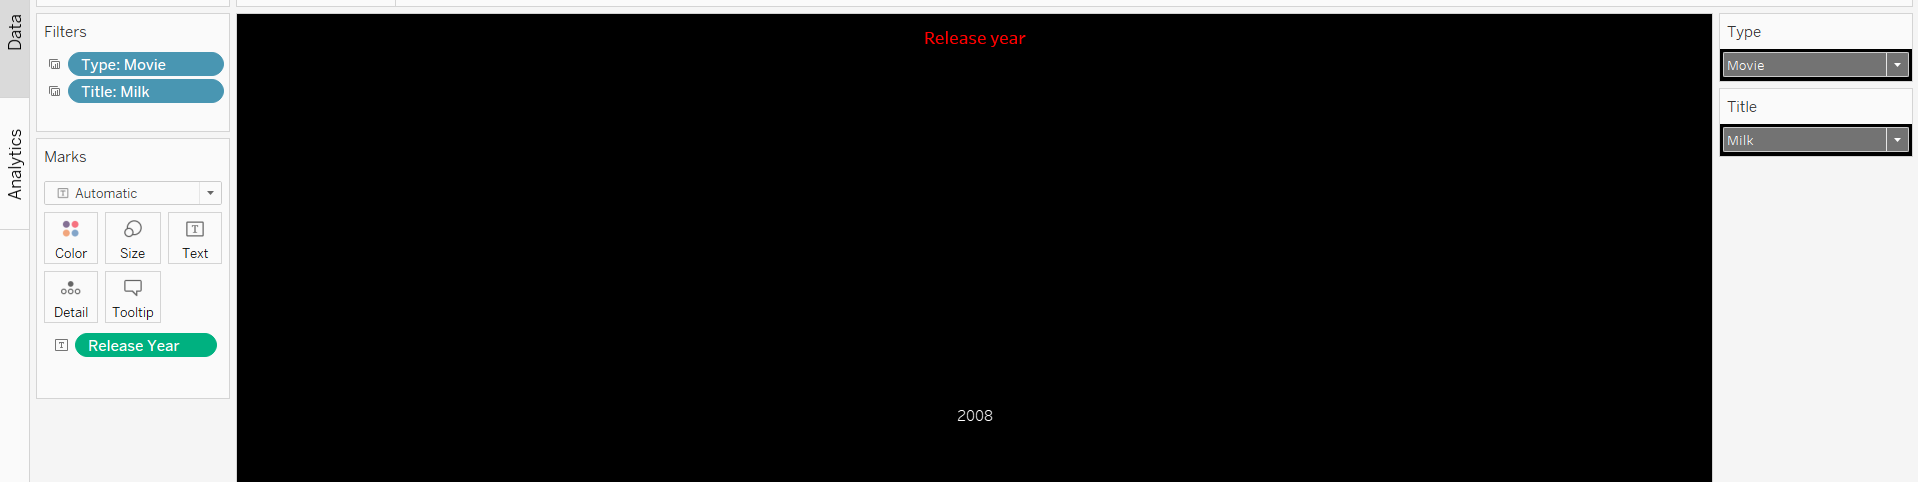 Data
Analytics
Filters
Type: Movie
Title: Milk
Marks
Automatic
Color
Size
Text
Detail
Tooltip
Release Year
Release year
2008
Type
Movie
Title
Milk